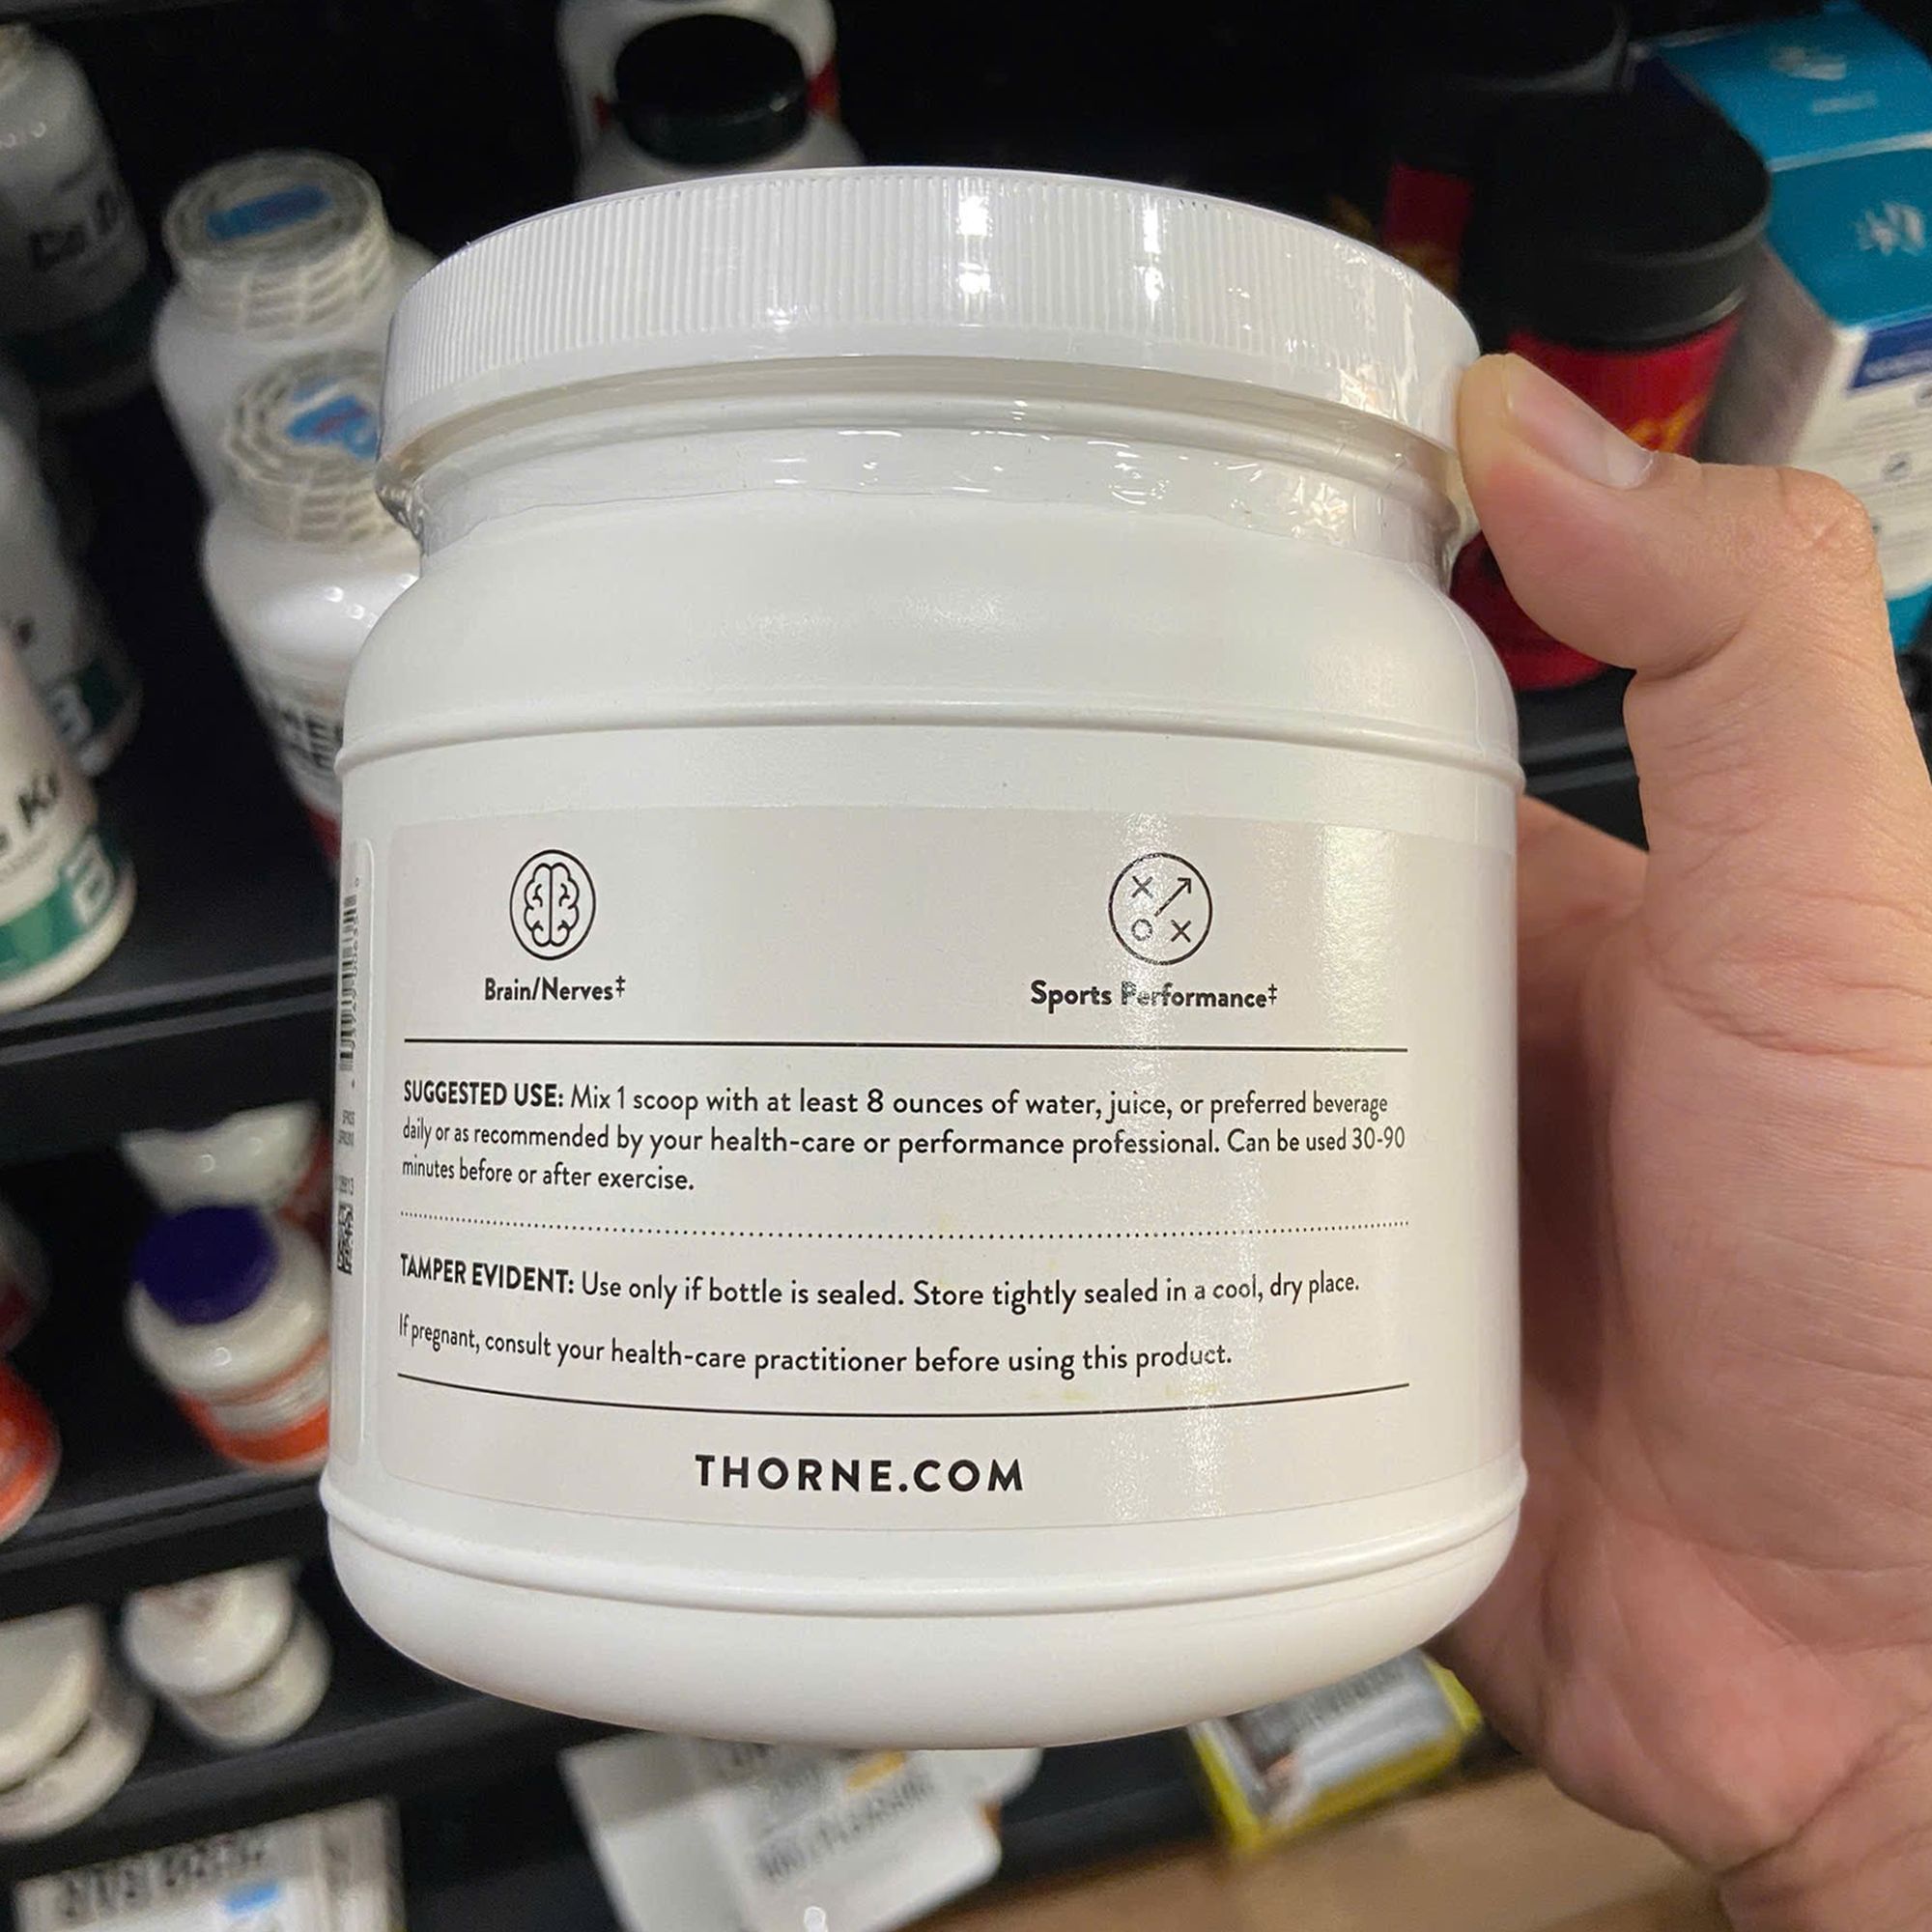 Brain/Nerves‡
Sports Performance‡
SUGGESTED USE: Mix 1 scoop with at least 8 ounces of water, juice, or preferred beverage
daily or as recommended by your health-care or performance professional. Can be used 30-90
minutes before or after exercise.
TAMPER EVIDENT: Use only if bottle is sealed. Store tightly sealed in a cool, dry place.
If pregnant, consult your health-care practitioner before using this product.
THORNE.COM